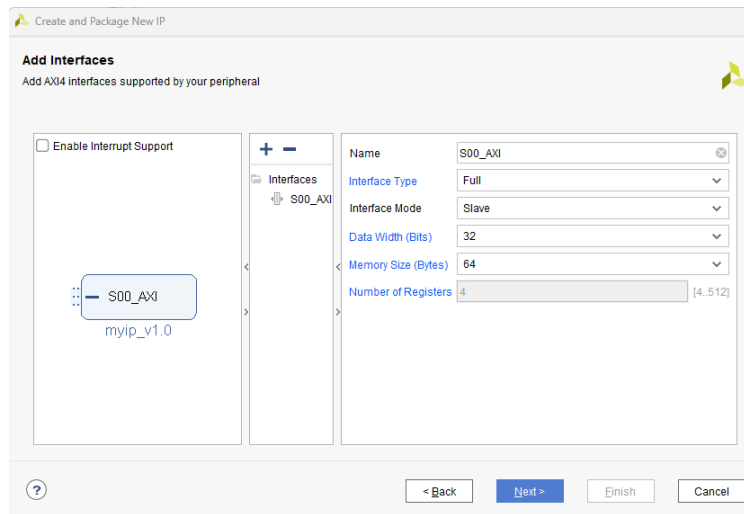 Create and Package New IP
Add Interfaces
Add AXI4 interfaces supported by your peripheral
Enable Interrupt Support
S00_AXI
myip_v1.0
+ −
Interfaces
S00_AXI
Name S00_AXI
Interface Type Full
Interface Mode Slave
Data Width (Bits) 32
Memory Size (Bytes) 64
Number of Registers 4 [4..512]
? < Back Next > Finish Cancel